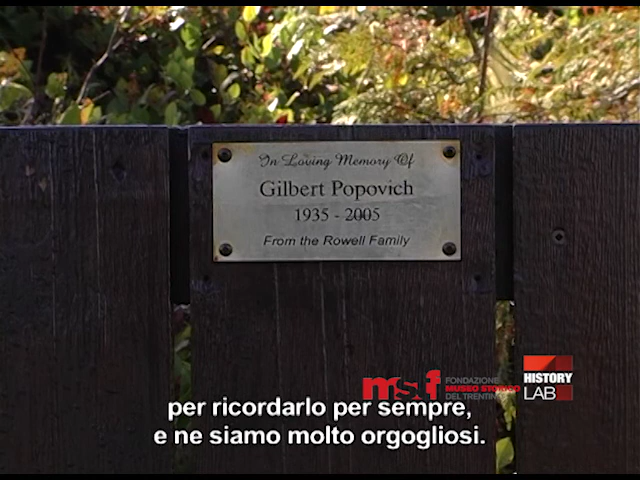 In Loving Memory Of
Gilbert Popovich
1935 - 2005
From the Rowell Family
msf FONDAZIONE
MUSEO STORICO
DEL TRENTINO
HISTORY
LAB
per ricordarlo per sempre,
e ne siamo molto orgogliosi.